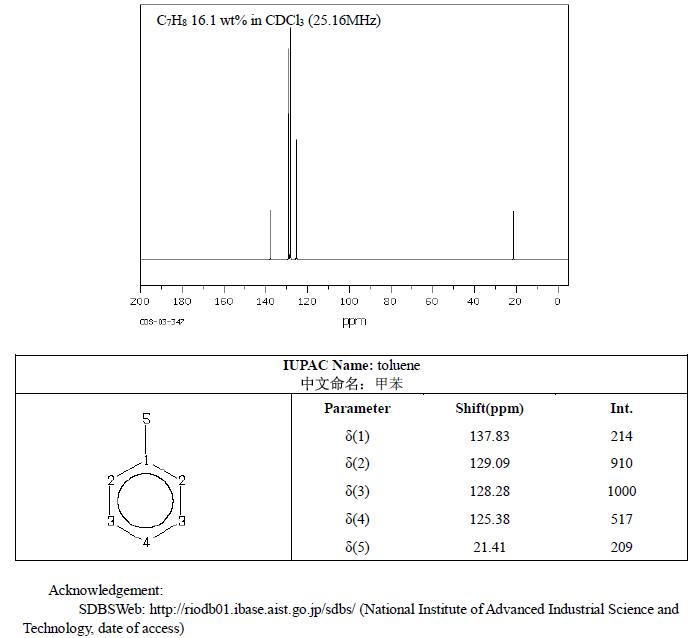 C₇H₈ 16.1 wt% in CDCl₃ (25.16MHz)
200 180 160 140 120 100 80 60 40 20 0
CDS-03-347
ppm
IUPAC Name: toluene
中文命名：甲苯
Parameter Shift(ppm) Int.
δ(1) 137.83 214
δ(2) 129.09 910
δ(3) 128.28 1000
δ(4) 125.38 517
δ(5) 21.41 209
5
1
2 2
3 3
4
Acknowledgement:
SDBSWeb: http://riodb01.ibase.aist.go.jp/sdbs/ (National Institute of Advanced Industrial Science and
Technology, date of access)